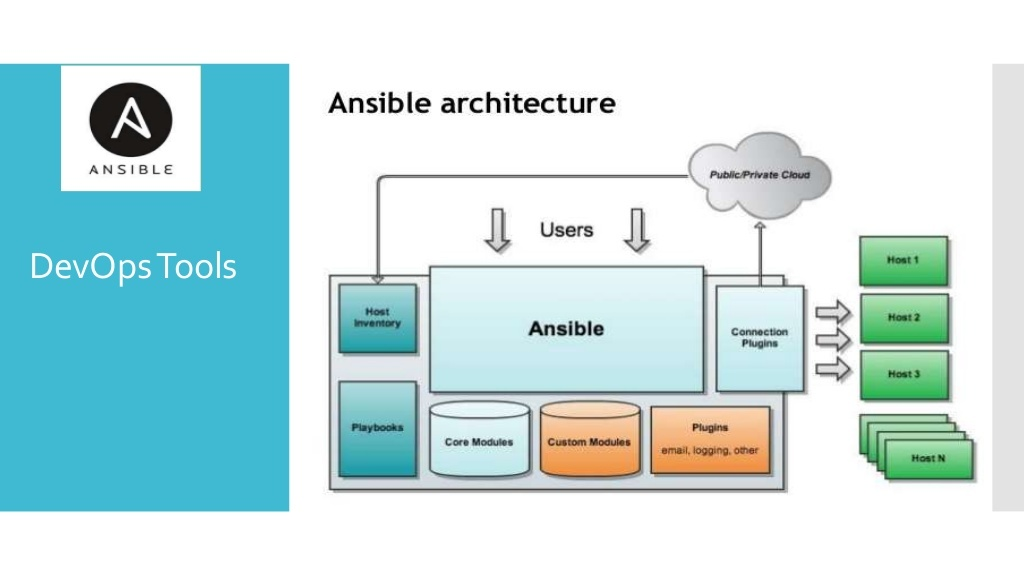 ANSIBLE
DevOps Tools
Ansible architecture
Public/Private Cloud
Users
Host
Inventory
Ansible
Connection
Plugins
Host 1
Host 2
Host 3
Host N
Playbooks
Core Modules
Custom Modules
Plugins
email, logging, other